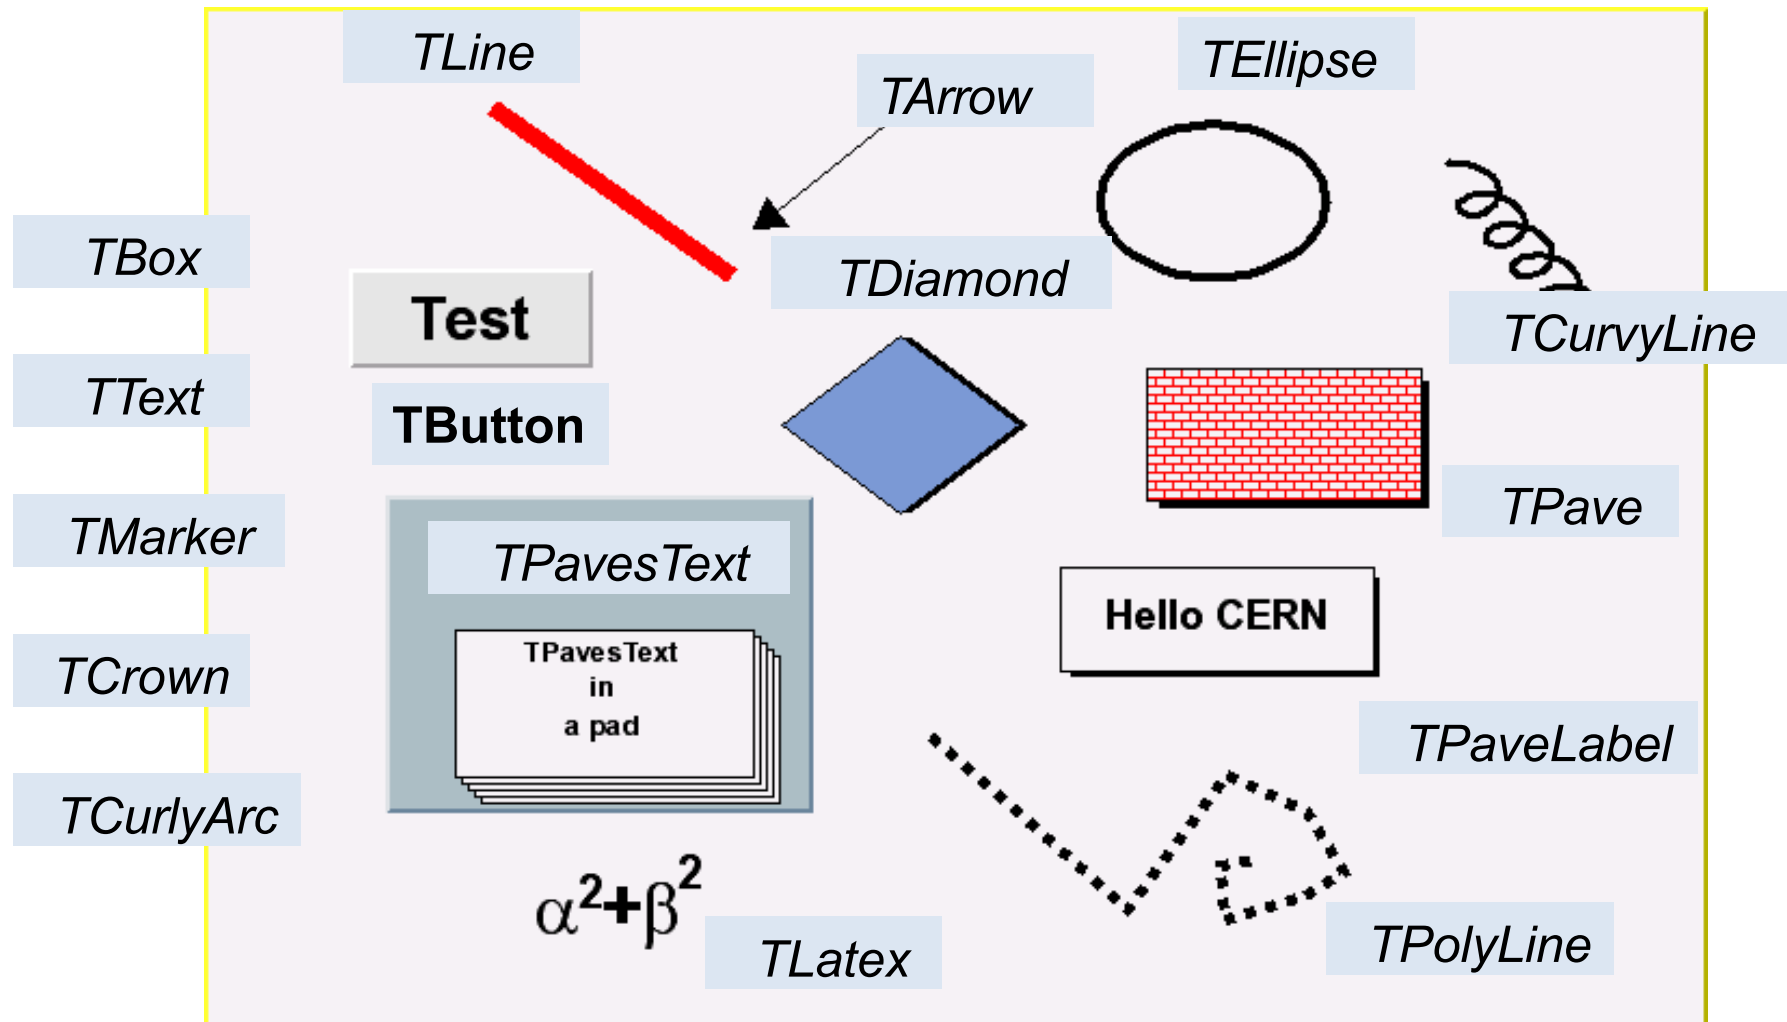 TLine
TArrow
TEllipse
TBox
TDiamond
Test
TCurvyLine
TText
TButton
TMarker
TPave
TPavesText
Hello CERN
TPavesText
in
a pad
TCrown
TPaveLabel
TCurlyArc
α²+β²
TLatex
TPolyLine